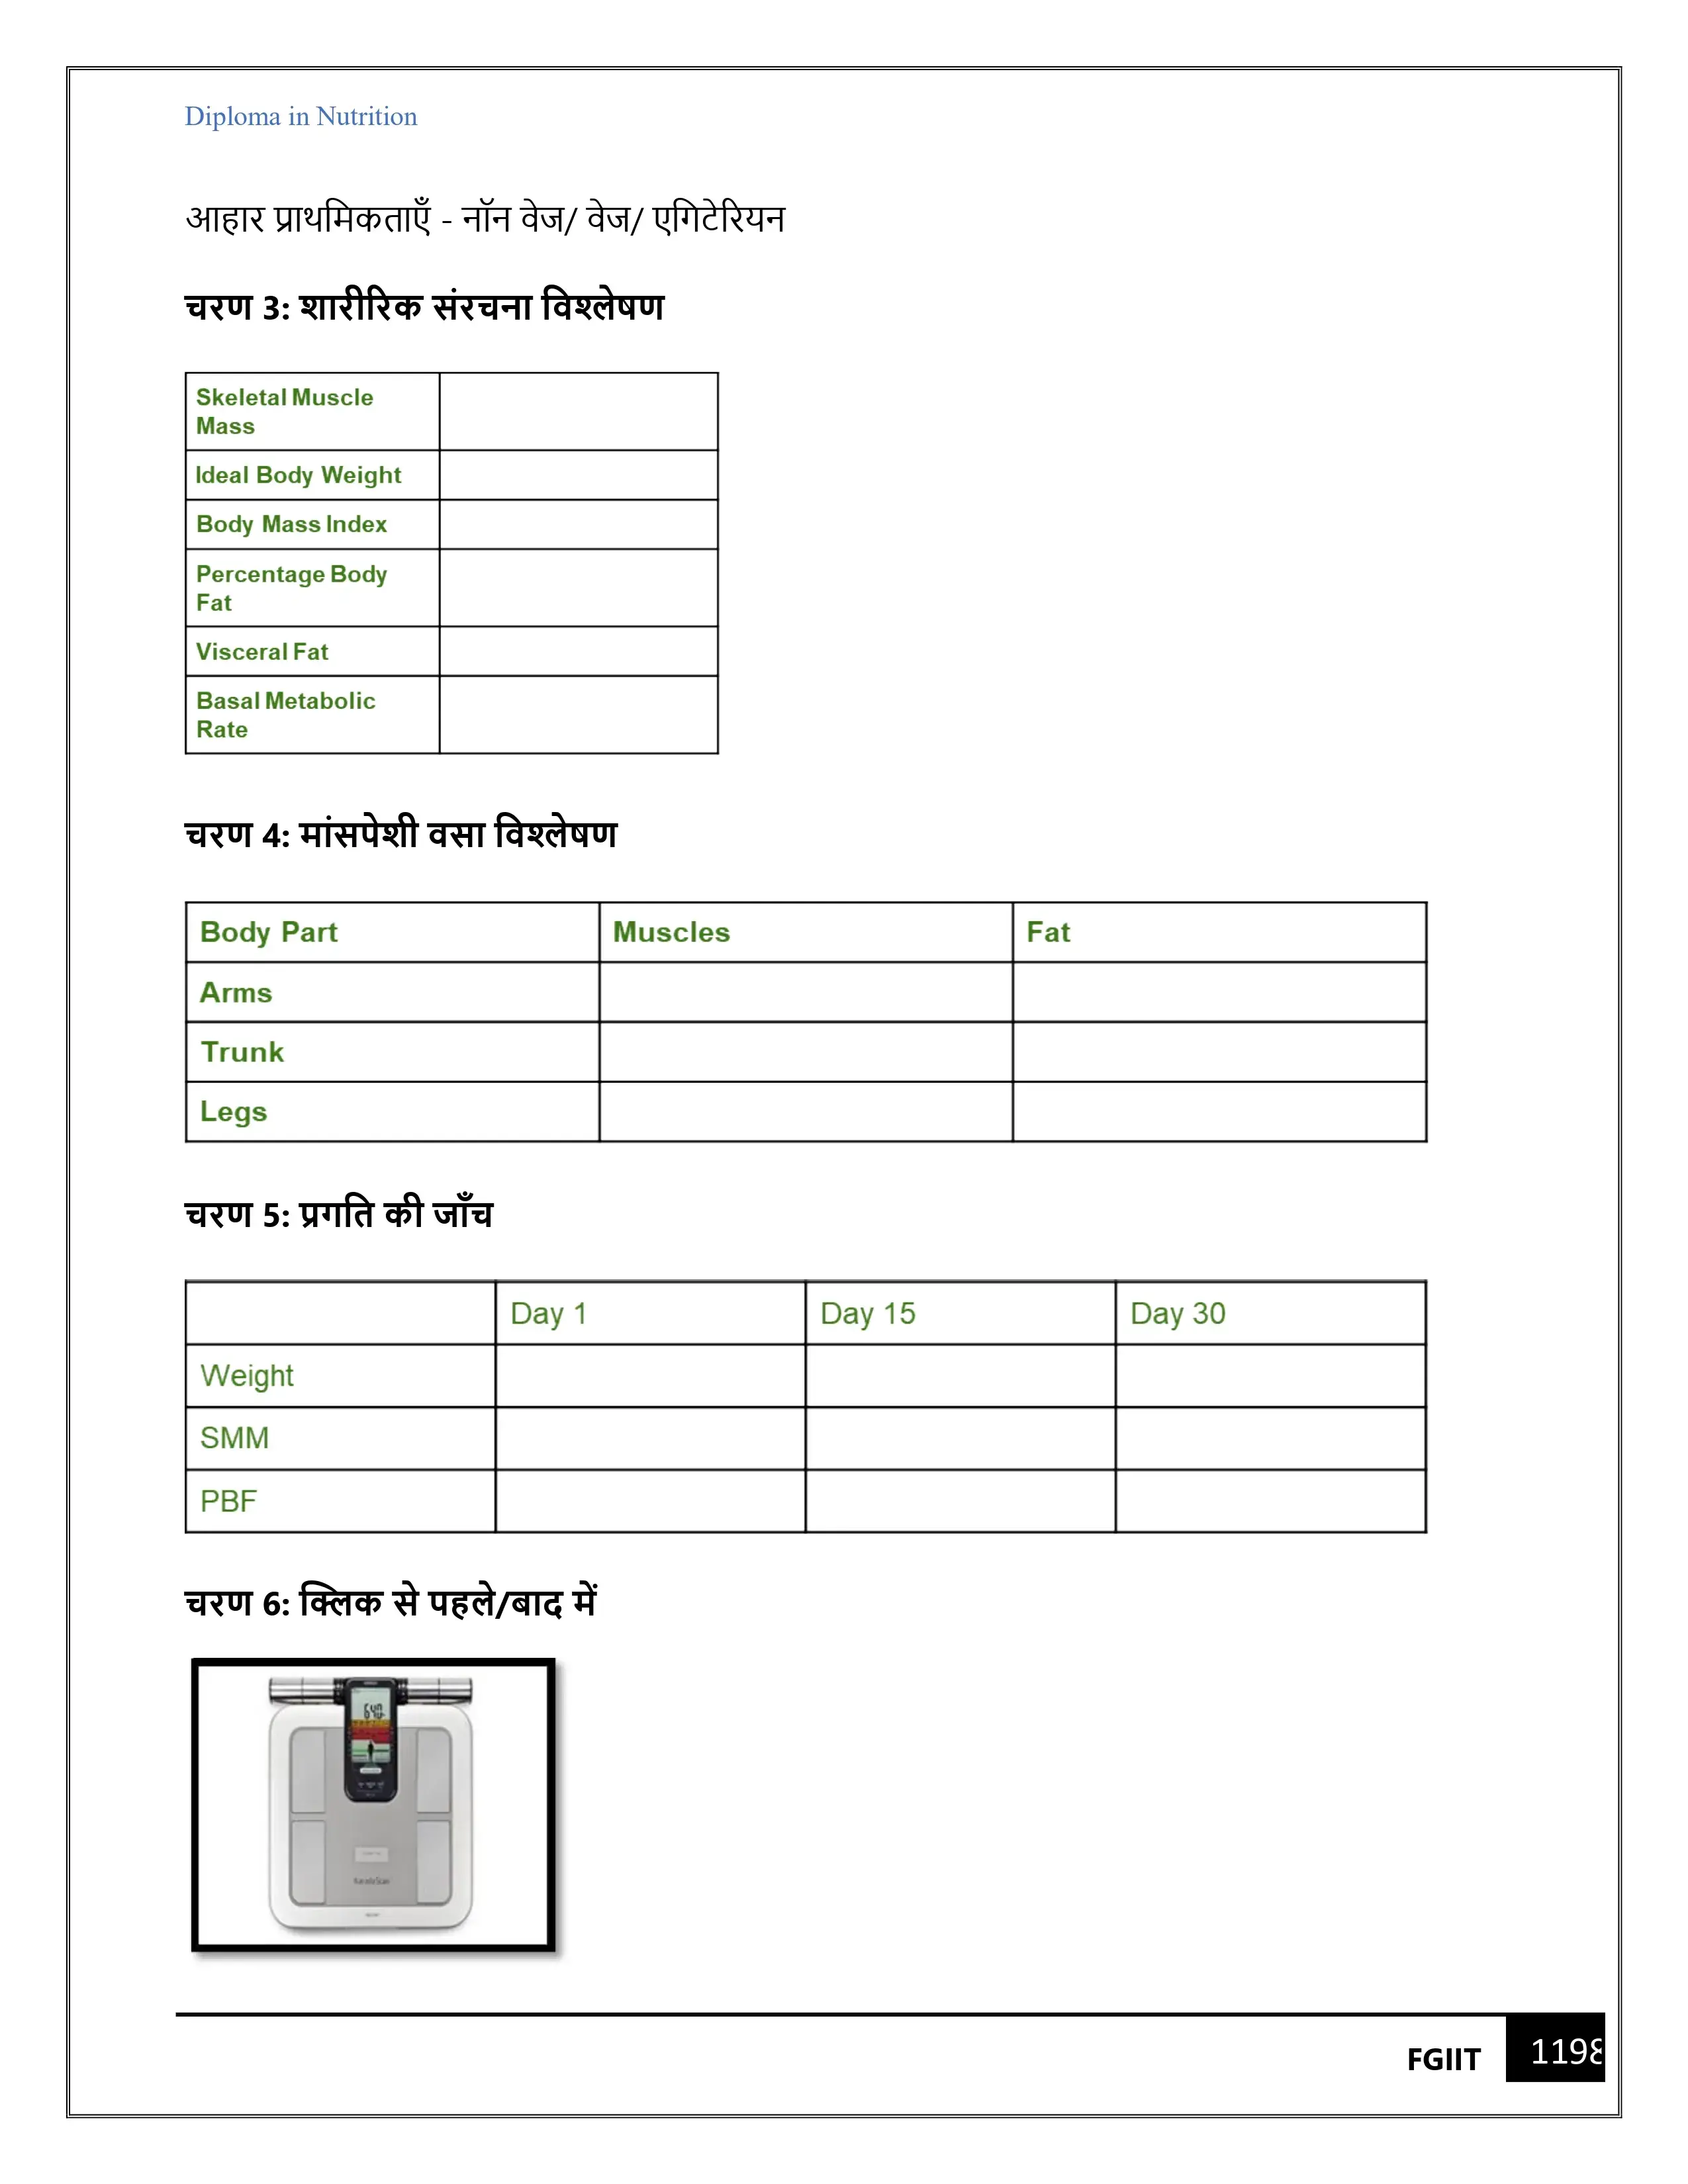 Diploma in Nutrition
आहार प्राथमिकताएँ - नॉन वेज/ वेज/ एगिटेरियन
चरण 3: शारीरिक संरचना विश्लेषण
Skeletal Muscle
Mass
Ideal Body Weight
Body Mass Index
Percentage Body
Fat
Visceral Fat
Basal Metabolic
Rate
चरण 4: मांसपेशी वसा विश्लेषण
Body Part Muscles Fat
Arms
Trunk
Legs
चरण 5: प्रगति की जाँच
Day 1 Day 15 Day 30
Weight
SMM
PBF
चरण 6: क्लिक से पहले/बाद में
FGIIT 1198